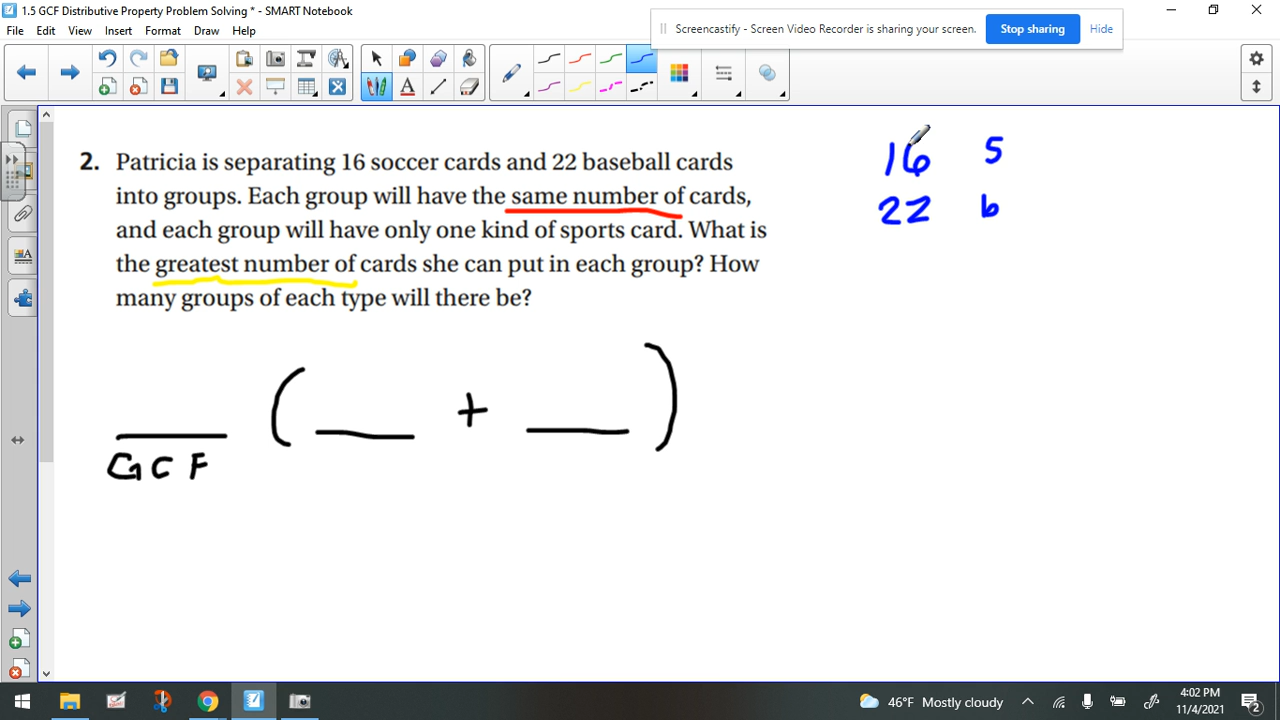 1.5 GCF Distributive Property Problem Solving * - SMART Notebook
Screencastify - Screen Video Recorder is sharing your screen. Stop sharing Hide
File Edit View Insert Format Draw Help
2. Patricia is separating 16 soccer cards and 22 baseball cards
into groups. Each group will have the same number of cards,
and each group will have only one kind of sports card. What is
the greatest number of cards she can put in each group? How
many groups of each type will there be?
16 S
22 b
___ ( ___ + ___ )
GCF
46°F Mostly cloudy
4:02 PM
11/4/2021
2